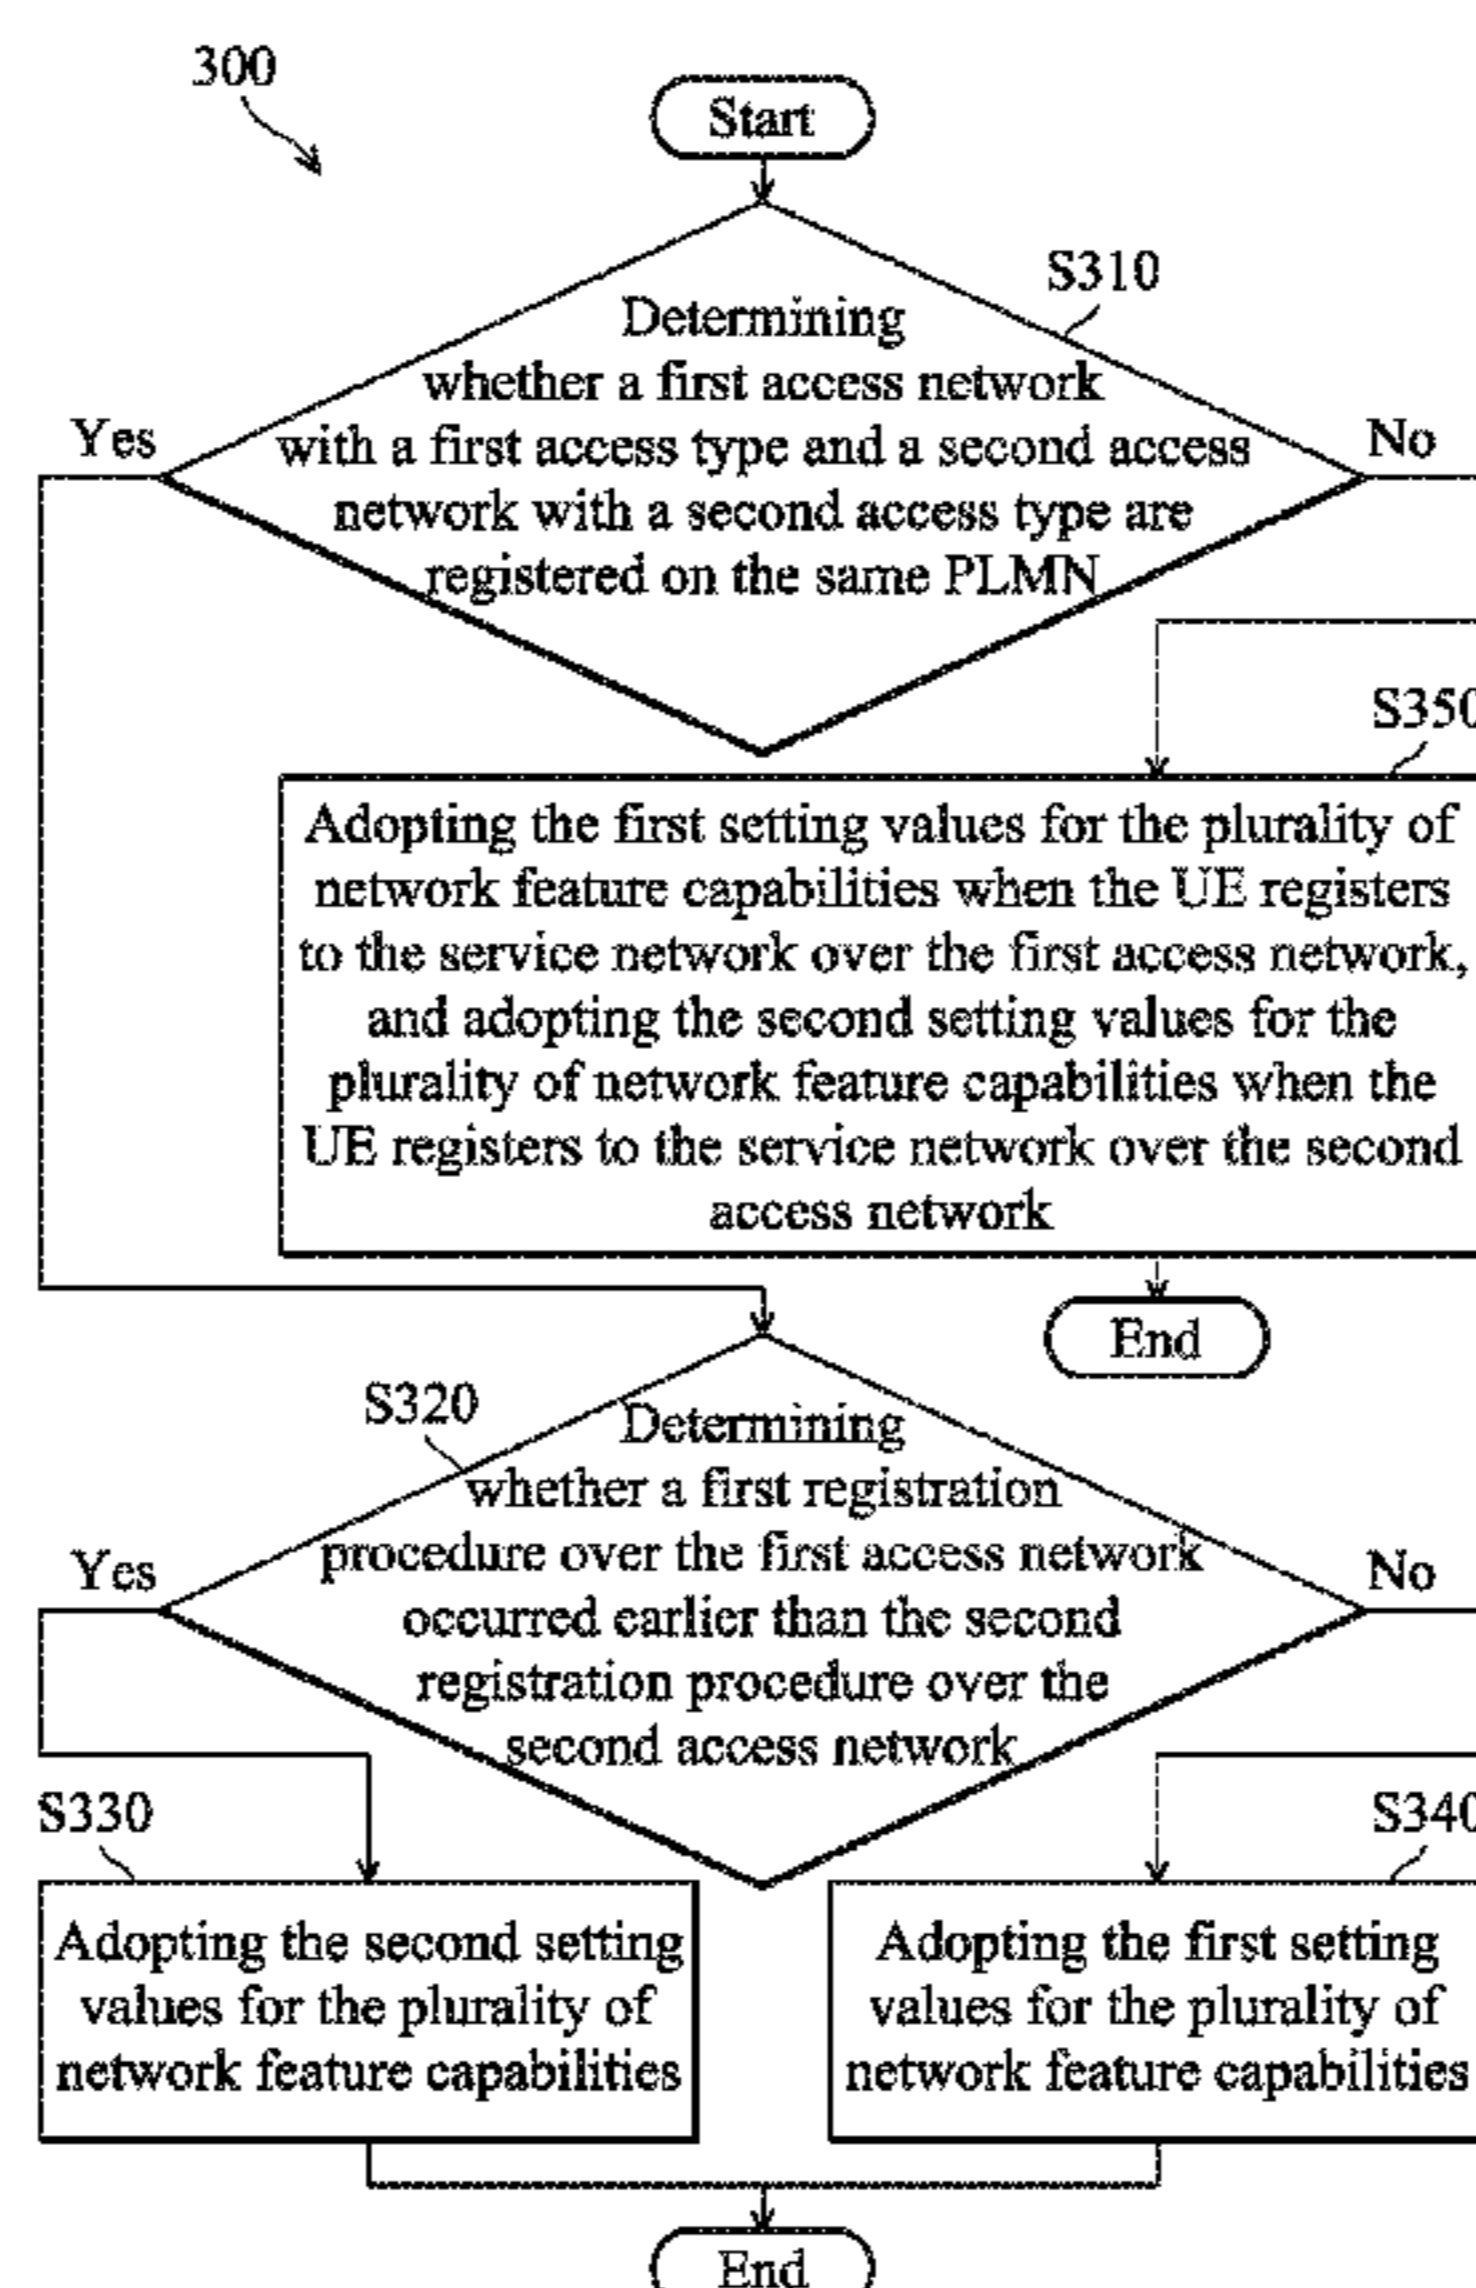 300
Start
S310
Determining
whether a first access network
with a first access type and a second access
network with a second access type are
registered on the same PLMN
Yes
No
S350
Adopting the first setting values for the plurality of
network feature capabilities when the UE registers
to the service network over the first access network,
and adopting the second setting values for the
plurality of network feature capabilities when the
UE registers to the service network over the second
access network
End
S320
Determining
whether a first registration
procedure over the first access network
occurred earlier than the second
registration procedure over the
second access network
Yes
No
S330
S340
Adopting the second setting
values for the plurality of
network feature capabilities
Adopting the first setting
values for the plurality of
network feature capabilities
End